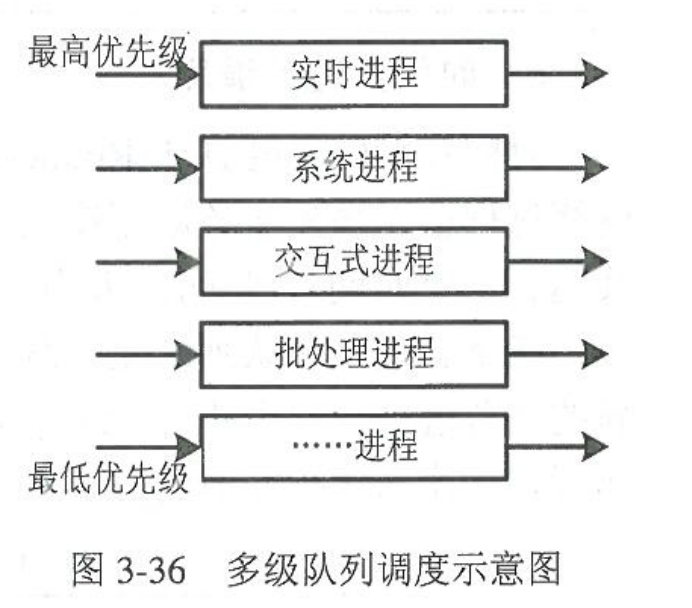 最高优先级
实时进程
系统进程
交互式进程
批处理进程
……进程
最低优先级
图 3-36 多级队列调度示意图